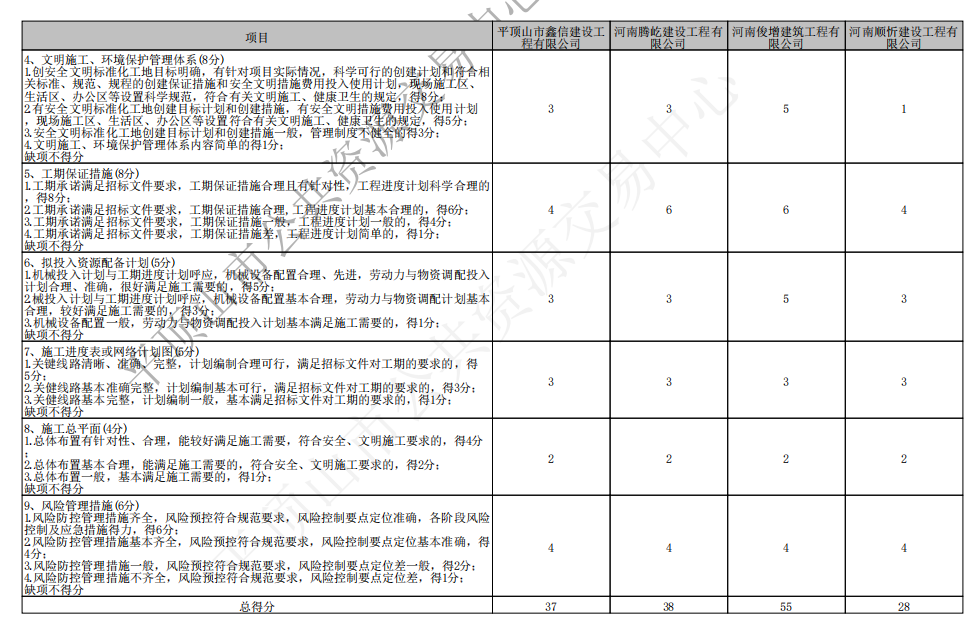 项目
平顶山市鑫信建设工
程有限公司
河南腾屹建设工程有
限公司
河南俊增建筑工程有
限公司
河南顺忻建设工程有
限公司
4、文明施工、环境保护管理体系(8分)
1.创安全文明标准化工地目标明确，有针对项目实际情况，科学可行的创建计划和符合相
关标准、规范、规程的创建保证措施和安全文明措施费用投入使用计划，现场施工区、
生活区、办公区等设置科学规范，符合有关文明施工、健康卫生的规定，得8分；
2.有安全文明标准化工地创建目标计划和创建措施，有安全文明措施费用投入使用计划
，现场施工区、生活区、办公区等设置符合有关文明施工、健康卫生的规定，得5分；
3.安全文明标准化工地创建目标计划和创建措施一般，管理制度不健全的得3分；
4.文明施工、环境保护管理体系内容简单的得1分；
缺项不得分
3 3 5 1
5、工期保证措施(8分)
1.工期承诺满足招标文件要求，工期保证措施合理且有针对性，工程进度计划科学合理的
，得8分；
2.工期承诺满足招标文件要求，工期保证措施合理,工程进度计划基本合理的，得6分；
3.工期承诺满足招标文件要求，工期保证措施一般，工程进度计划一般的，得4分；
4.工期承诺满足招标文件要求，工期保证措施差，工程进度计划简单的，得1分；
缺项不得分
4 6 6 4
6、拟投入资源配备计划(5分)
1.机械投入计划与工期进度计划呼应，机械设备配置合理、先进，劳动力与物资调配投入
计划合理、准确，很好满足施工需要的，得5分；
2.械投入计划与工期进度计划呼应，机械设备配置基本合理，劳动力与物资调配计划基本
合理，较好满足施工需要的，得3分；
3.机械设备配置一般，劳动力与物资调配投入计划基本满足施工需要的，得1分；
缺项不得分
3 3 5 3
7、施工进度表或网络计划图(5分)
1.关键线路清晰、准确、完整，计划编制合理可行，满足招标文件对工期的要求的，得
5分；
2.关健线路基本准确完整，计划编制基本可行，满足招标文件对工期的要求的，得3分；
3.关健线路基本完整，计划编制一般，基本满足招标文件对工期的要求的，得1分；
缺项不得分
3 3 3 3
8、施工总平面(4分)
1.总体布置有针对性、合理，能较好满足施工需要，符合安全、文明施工要求的，得4分
；
2.总体布置基本合理，能满足施工需要的，符合安全、文明施工要求的，得2分；
3.总体布置一般，基本满足施工需要的，得1分；
缺项不得分
2 2 2 2
9、风险管理措施(6分)
1.风险防控管理措施齐全，风险预控符合规范要求，风险控制要点定位准确，各阶段风险
控制及应急措施得力，得6分；
2.风险防控管理措施基本齐全，风险预控符合规范要求，风险控制要点定位基本准确，得
4分；
3.风险防控管理措施一般，风险预控符合规范要求，风险控制要点定位差一般，得2分；
4.风险防控管理措施不齐全，风险预控符合规范要求，风险控制要点定位差，得1分；
缺项不得分
4 4 4 4
总得分 37 38 55 28
平顶山市公共资源交易中心
平顶山市公共资源交易中心